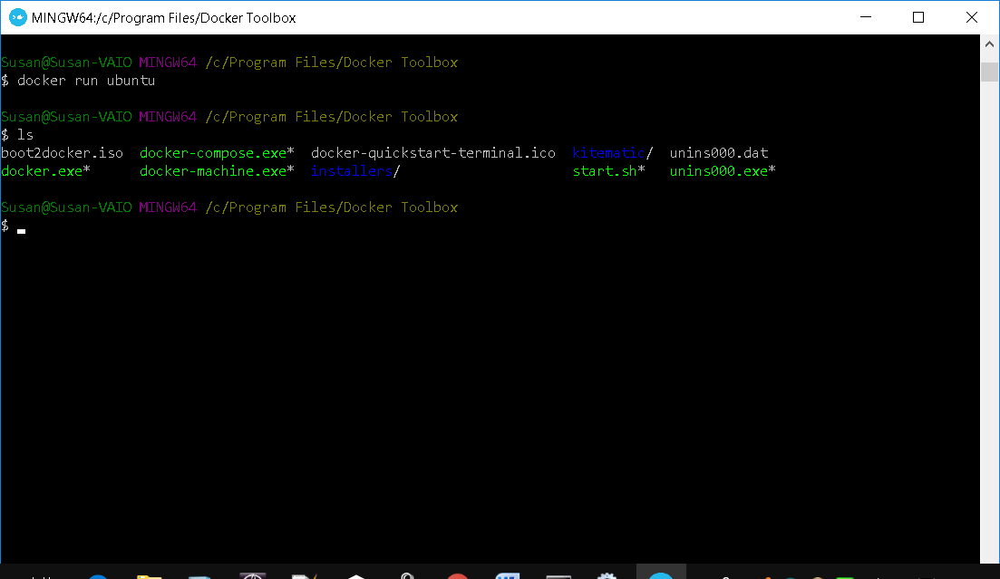 MINGW64:/c/Program Files/Docker Toolbox
Susan@Susan-VAIO MINGW64 /c/Program Files/Docker Toolbox
$ docker run ubuntu
Susan@Susan-VAIO MINGW64 /c/Program Files/Docker Toolbox
$ ls
boot2docker.iso docker-compose.exe* docker-quickstart-terminal.ico kitematic/ unins000.dat
docker.exe* docker-machine.exe* installers/ start.sh* unins000.exe*
Susan@Susan-VAIO MINGW64 /c/Program Files/Docker Toolbox
$